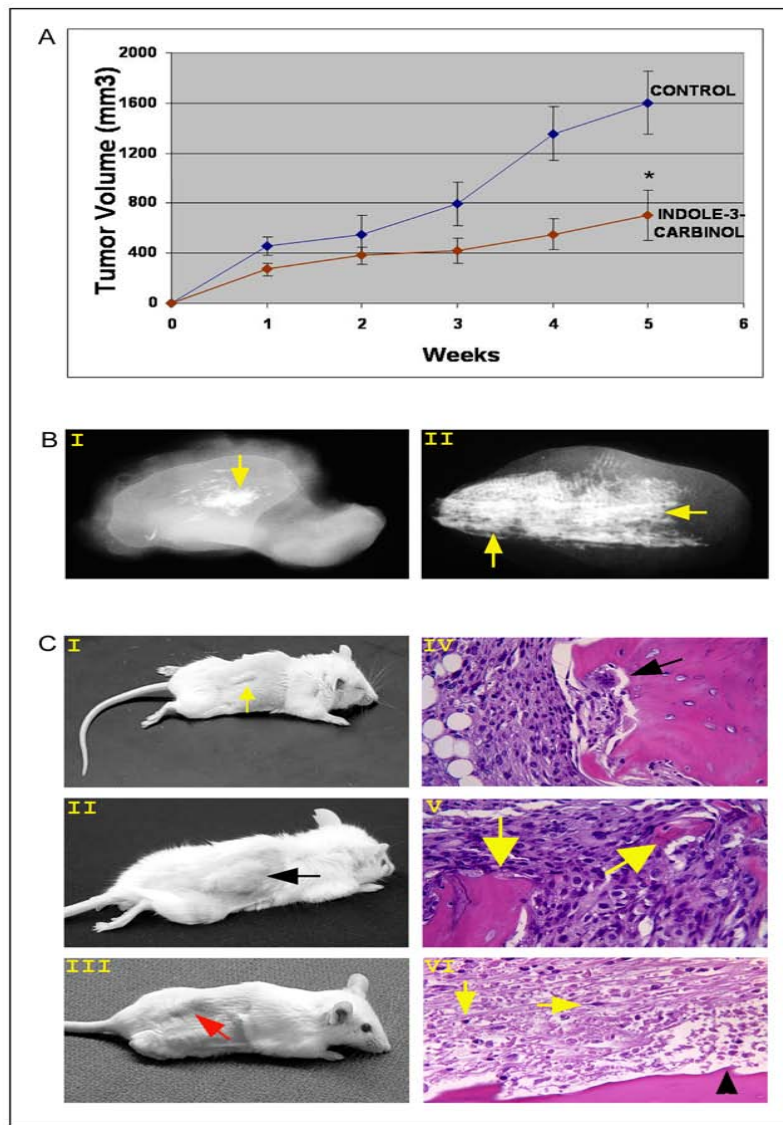 A
2000
1600
1200
800
400
0
Tumor Volume (mm3)
CONTROL
*
INDOLE-3-
CARBINOL
0 1 2 3 4 5 6
Weeks
B
I
II
C
I
IV
II
V
III
VI